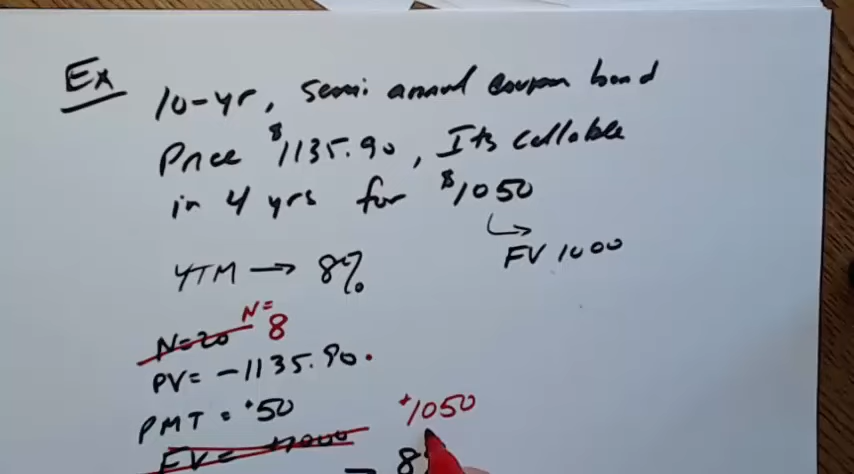 Ex
10-yr, semi annual coupon bond
Price $1135.90, Its callable
in 4 yrs for $1050
FV 1000
YTM → 8%
N=20 N= 8
PV= -1135.90.
PMT = +50
+1050
FV= +1000
→ 8